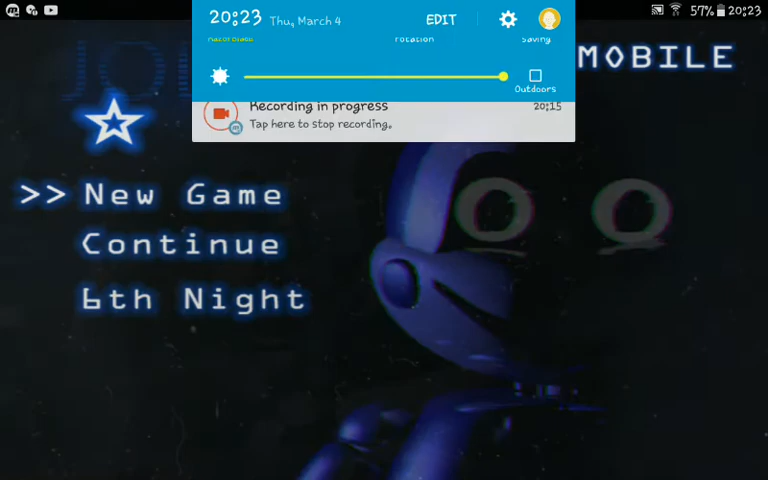 57% 20:23
20:23 Thu, March 4 EDIT
rotation saving
Outdoors
Recording in progress 20:15
Tap here to stop recording.
JO
MOBILE
>> New Game
Continue
6th Night